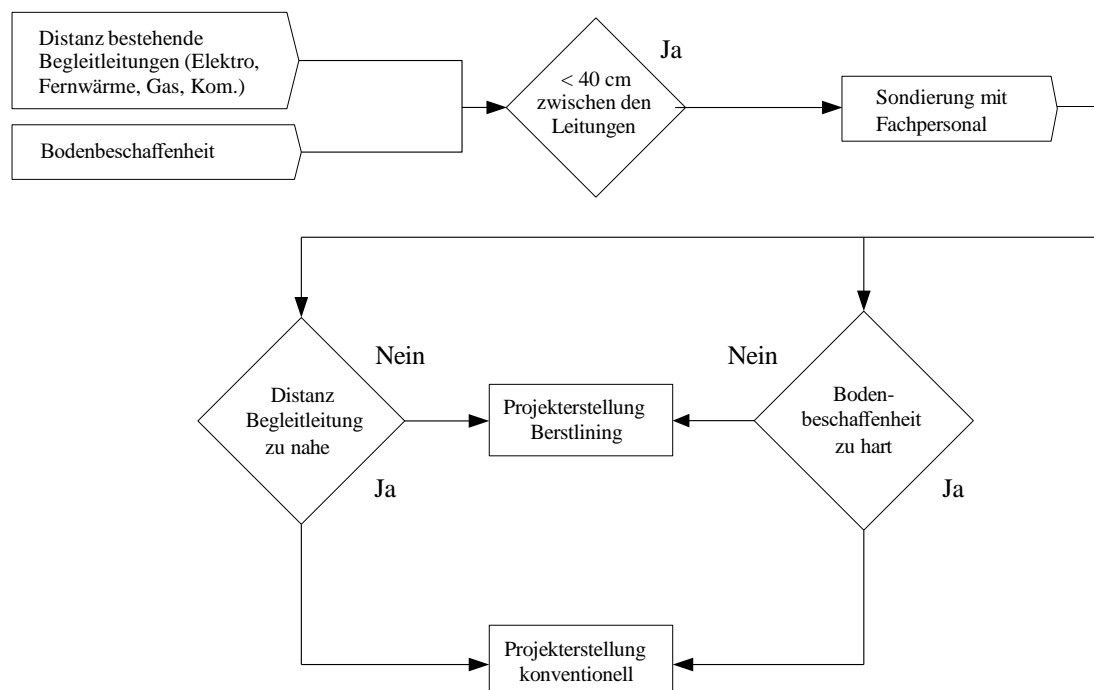 Distanz bestehende
Begleitleitungen (Elektro,
Fernwärme, Gas, Kom.)
Bodenbeschaffenheit
< 40 cm
zwischen den
Leitungen
Ja
Sondierung mit
Fachpersonal
Distanz
Begleitleitung
zu nahe
Nein
Ja
Projekterstellung
Berstlining
Nein
Boden-
beschaffenheit
zu hart
Ja
Projekterstellung
konventionell